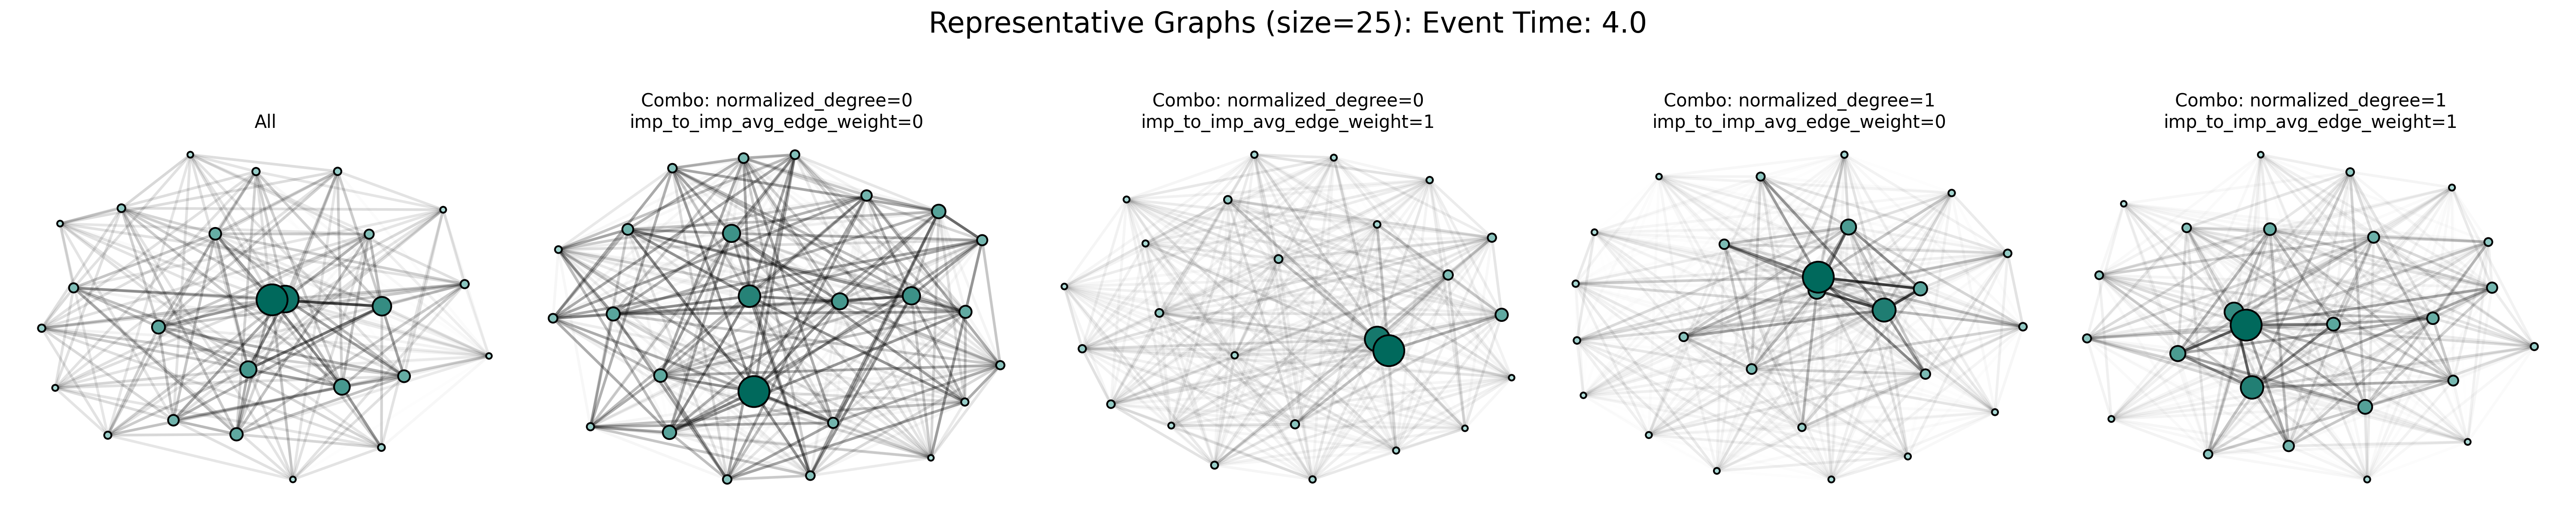 Representative Graphs (size=25): Event Time: 4.0
All
Combo: normalized_degree=0
imp_to_imp_avg_edge_weight=0
Combo: normalized_degree=0
imp_to_imp_avg_edge_weight=1
Combo: normalized_degree=1
imp_to_imp_avg_edge_weight=0
Combo: normalized_degree=1
imp_to_imp_avg_edge_weight=1